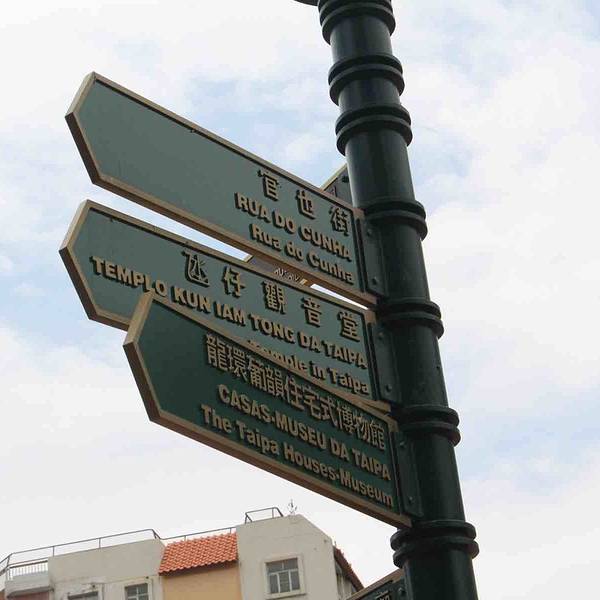 官也街
RUA DO CUNHA
Rua do Cunha
氹仔觀音堂
TEMPLO KUN IAM TONG DA TAIPA
Temple in Taipa
龍環葡韻住宅式博物館
CASAS-MUSEU DA TAIPA
The Taipa Houses-Museum